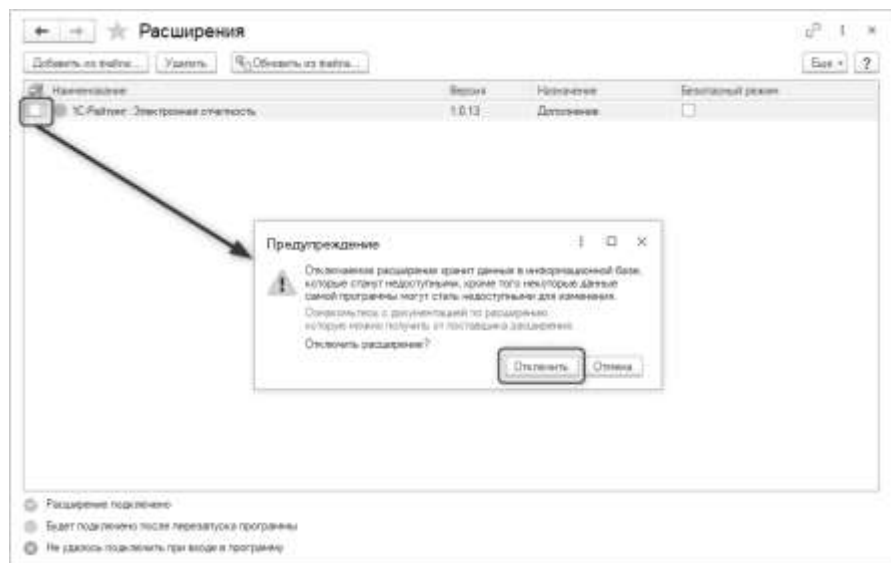 Расширения
Добавить из файла...
Удалить
Обновить из файла...
Еще
?
Наименование
Версия
Назначение
Безопасный режим
1С-Рейтинг: Электронная отчетность
1.0.13
Дополнение
Предупреждение
Отключаемое расширение хранит данные в информационной базе,
которые станут недоступными, кроме того некоторые данные
самой программы могут стать недоступными для изменения.
Ознакомьтесь с документацией по расширению
которую можно получить от поставщика расширения.
Отключить расширение?
Отключить
Отмена
Расширение подключено
Будет подключено после перезапуска программы
Не удалось подключить при входе в программу